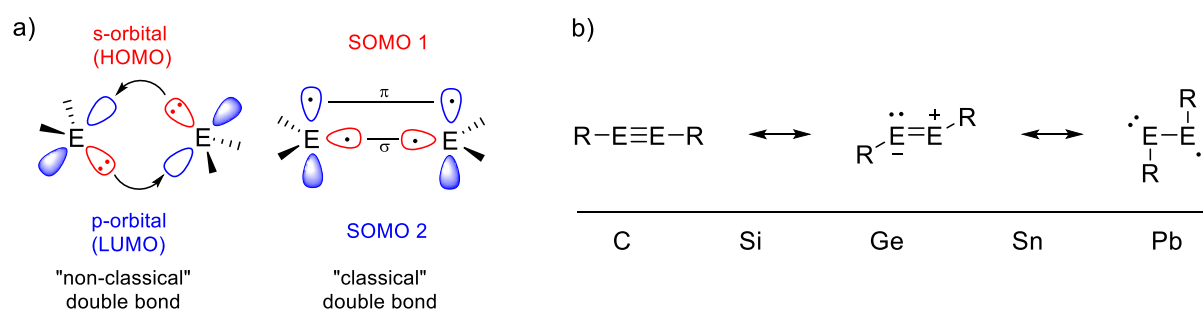 a)
s-orbital
(HOMO)
E
E
p-orbital
(LUMO)
"non-classical"
double bond
SOMO 1
π
E
σ
E
SOMO 2
"classical"
double bond
b)
R–E≡E–R
R E=E R
– +
R
E–E
R
C Si Ge Sn Pb